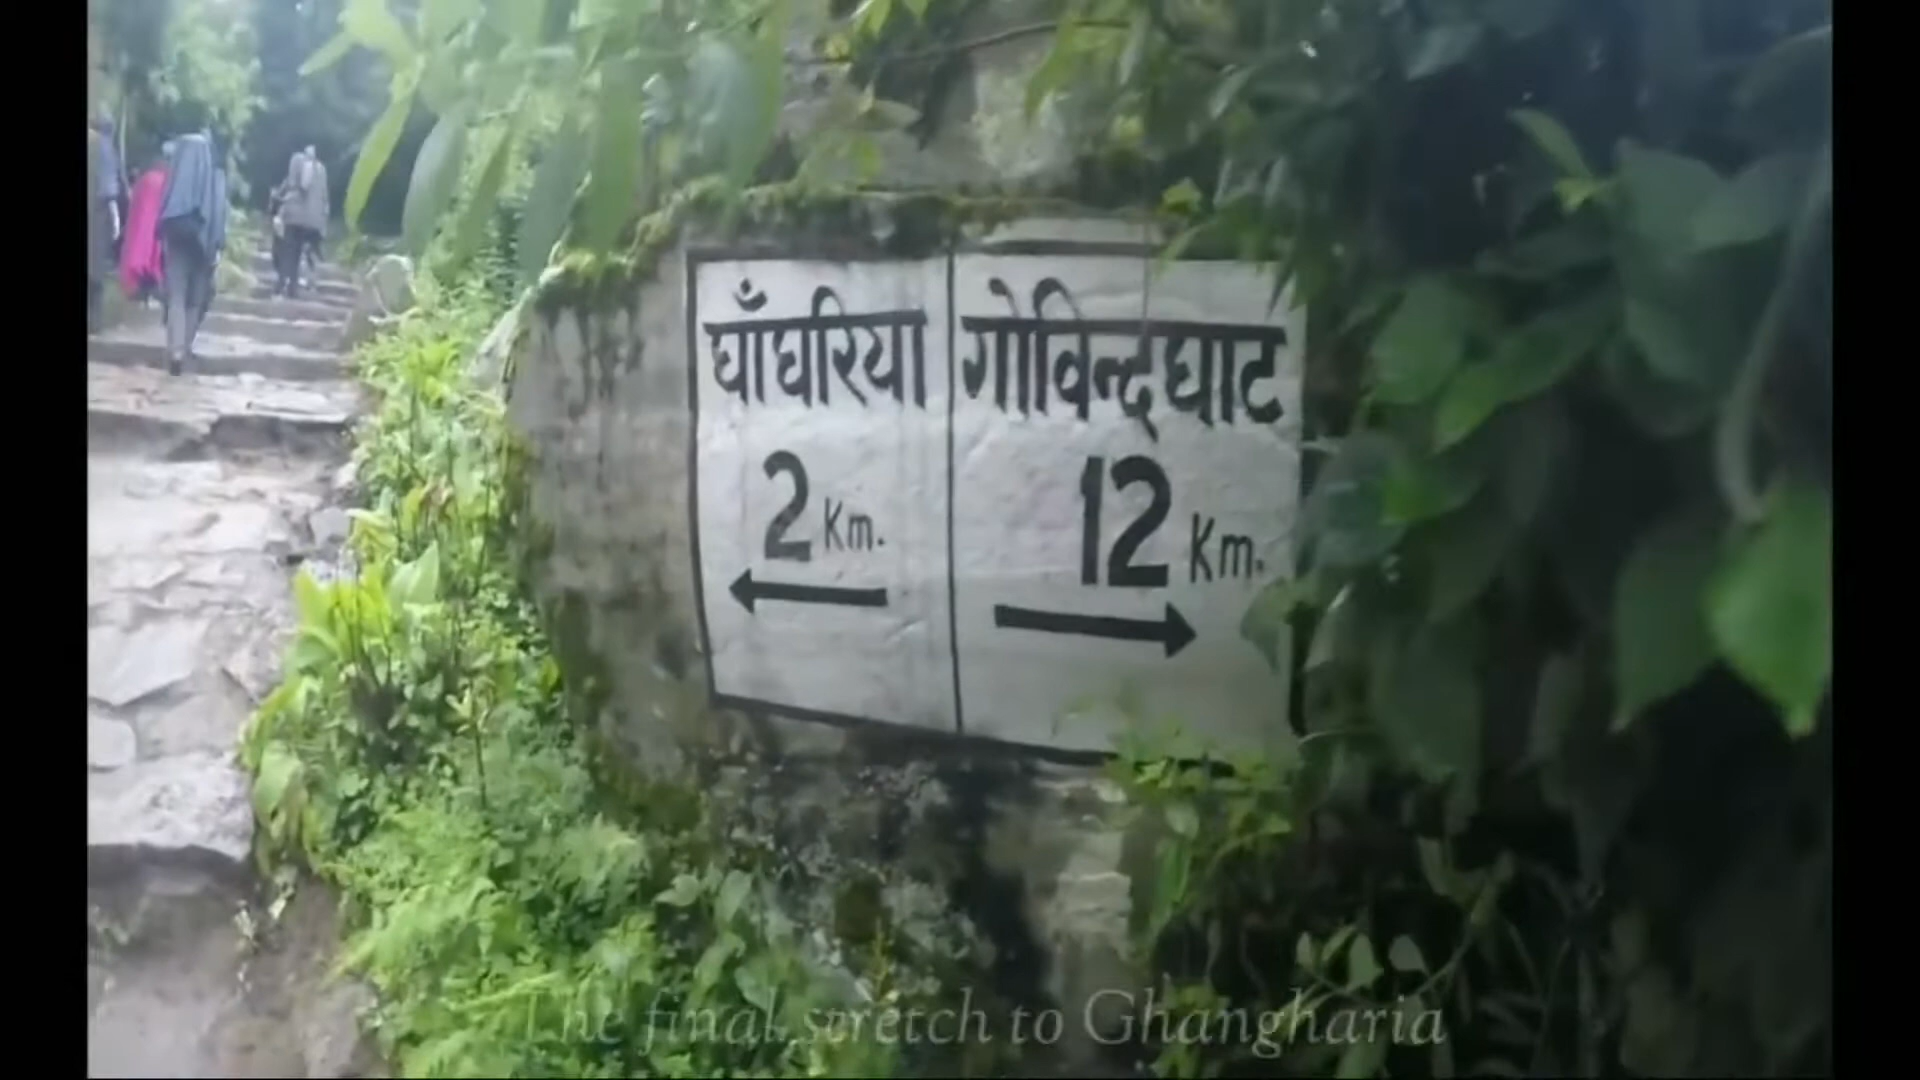 घाँघरिया
2 Km.
गोविन्दघाट
12 Km.
The final stretch to Ghangharia